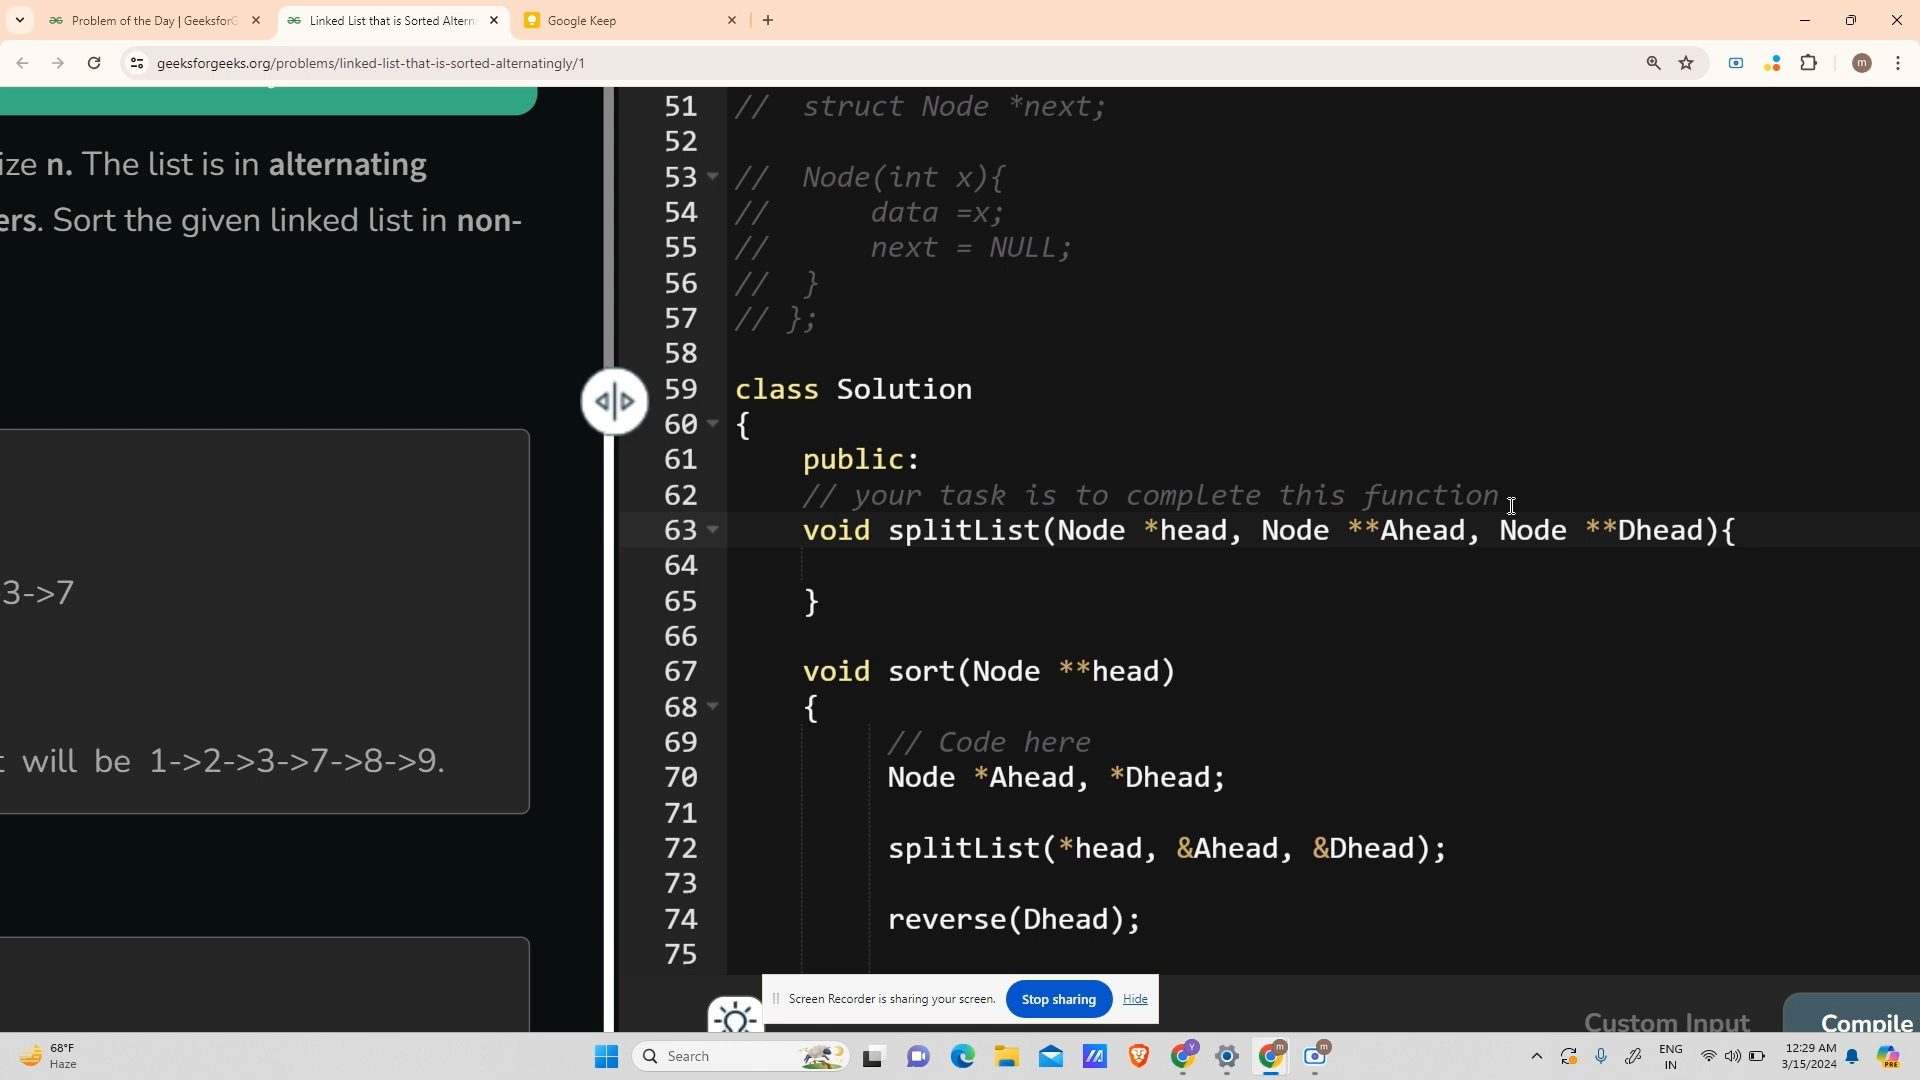 Problem of the Day | GeeksforG
Linked List that is Sorted Altern
Google Keep
geeksforgeeks.org/problems/linked-list-that-is-sorted-alternatingly/1
ize n. The list is in alternating
ers. Sort the given linked list in non-
3->7
t will be 1->2->3->7->8->9.
51 // struct Node *next;
52
53 // Node(int x){
54 // data =x;
55 // next = NULL;
56 // }
57 // };
58
59 class Solution
60 {
61 public:
62 // your task is to complete this function
63 void splitList(Node *head, Node **Ahead, Node **Dhead){
64
65 }
66
67 void sort(Node **head)
68 {
69 // Code here
70 Node *Ahead, *Dhead;
71
72 splitList(*head, &Ahead, &Dhead);
73
74 reverse(Dhead);
75
Screen Recorder is sharing your screen. Stop sharing Hide
Custom Input
Compile
68°F
Haze
Search
ENG
IN
12:29 AM
3/15/2024